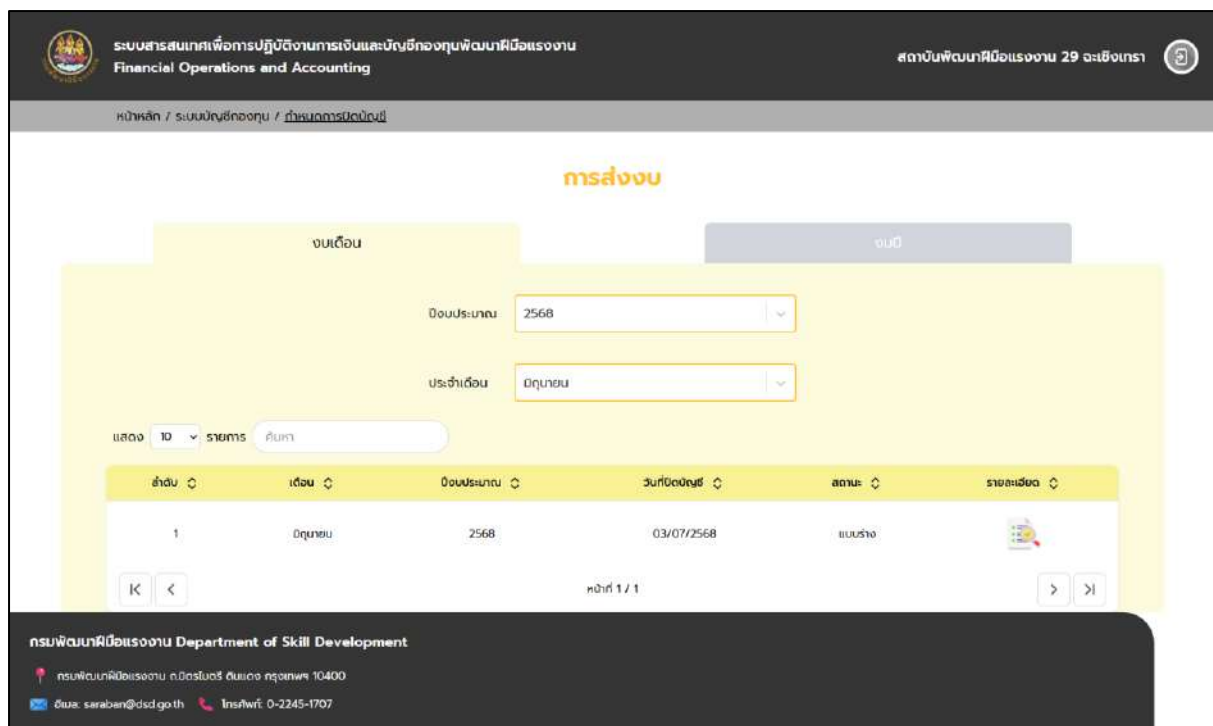 ระบบสารสนเทศเพื่อการปฏิบัติงานการเงินและบัญชีกองทุนพัฒนาฝีมือแรงงาน
Financial Operations and Accounting
สถาบันพัฒนาฝีมือแรงงาน 29 ฉะเชิงเทรา
หน้าหลัก / ระบบบัญชีกองทุน / กำหนดการปิดบัญชี
การส่งงบ
งบเดือน งบปี
ปีงบประมาณ 2568
ประจำเดือน มิถุนายน
แสดง 10 รายการ ค้นหา
ลำดับ เดือน ปีงบประมาณ วันที่ปิดบัญชี สถานะ รายละเอียด
1 มิถุนายน 2568 03/07/2568 แบบร่าง
หน้าที่ 1 / 1
กรมพัฒนาฝีมือแรงงาน Department of Skill Development
กรมพัฒนาฝีมือแรงงาน ถ.มิตรไมตรี ดินแดง กรุงเทพฯ 10400
อีเมล: saraban@dsd.go.th โทรศัพท์: 0-2245-1707